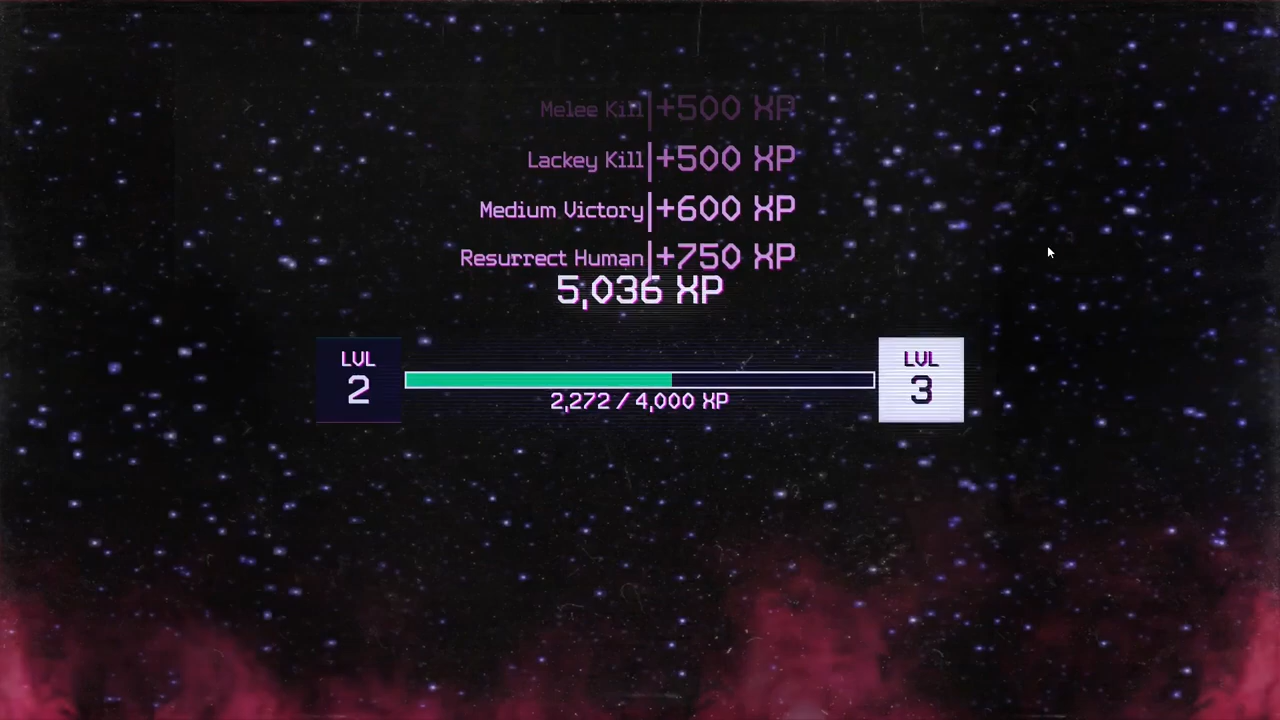 Melee Kill +500 XP
Lackey Kill +500 XP
Medium Victory +600 XP
Resurrect Human +750 XP
5,036 XP
LVL 2
LVL 3
2,272 / 4,000 XP